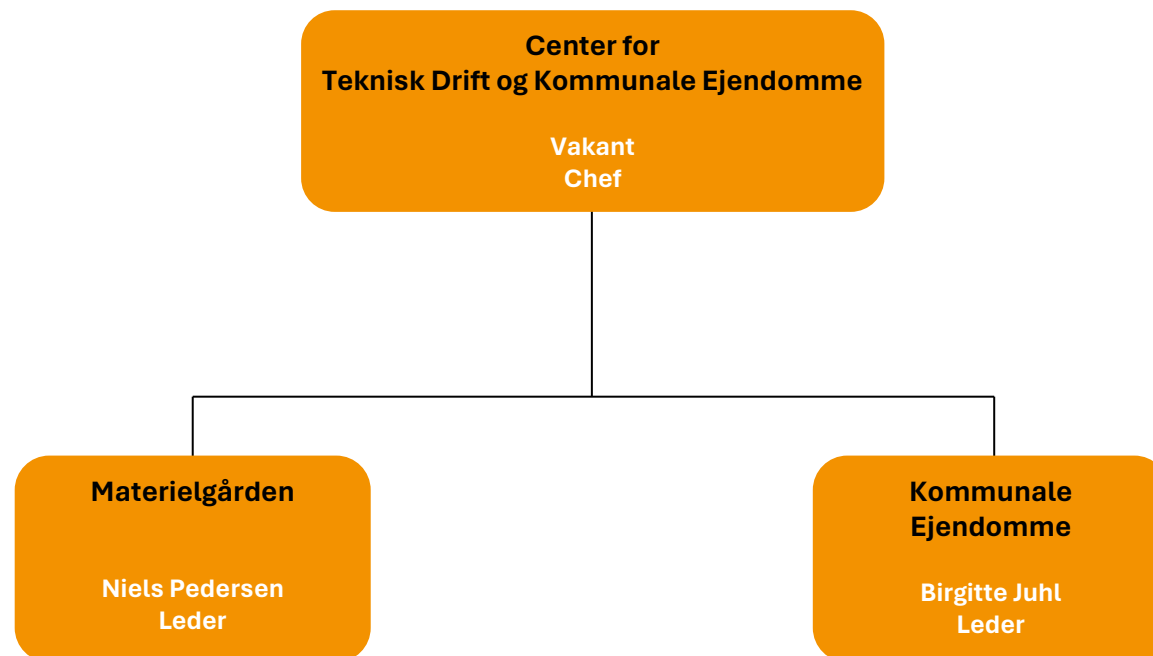 Center for
Teknisk Drift og Kommunale Ejendomme
Vakant
Chef
Materielgården
Niels Pedersen
Leder
Kommunale
Ejendomme
Birgitte Juhl
Leder